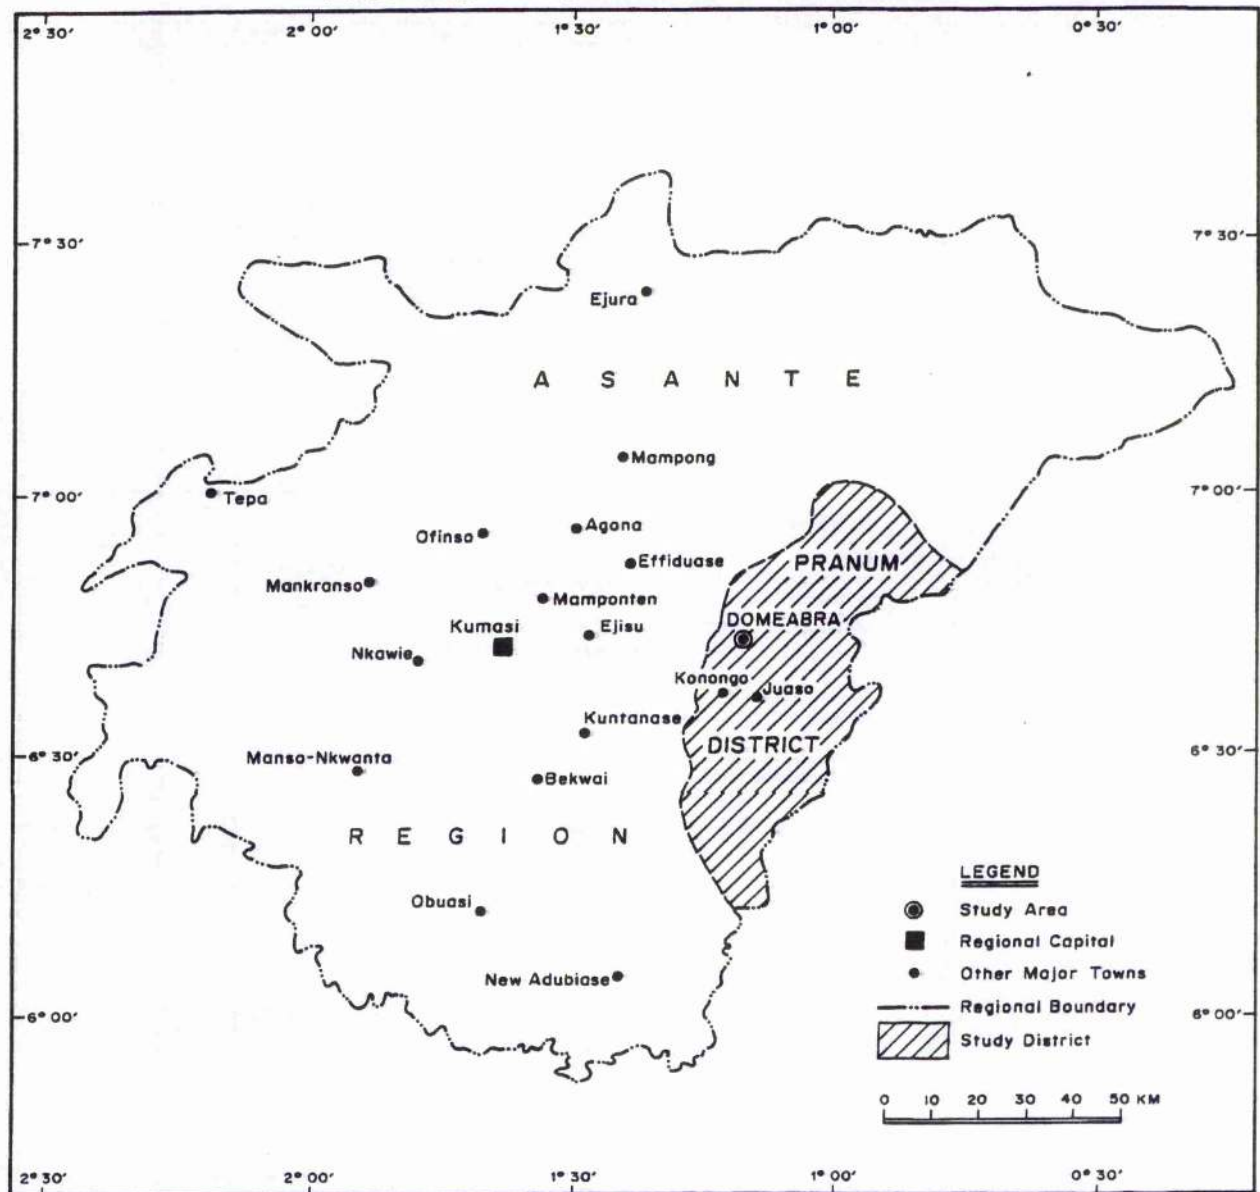 2° 30′ 2° 00′ 1° 30′ 1° 00′ 0° 30′
7° 30′ 7° 30′
Ejura
A S A N T E
Mampong
7° 00′ Tepa 7° 00′
Ofinso Agona
Effiduase PRANUM
Mankranso Mamponten
Kumasi Ejisu DOMEABRA
Nkawie
Konongo Juaso
Kuntanase
DISTRICT
6° 30′ Manso-Nkwanta 6° 30′
Bekwai
R E G I O N
LEGEND
Obuasi Study Area
Regional Capital
New Adubiase Other Major Towns
6° 00′ Regional Boundary 6° 00′
Study District
0 10 20 30 40 50 KM
2° 30′ 2° 00′ 1° 30′ 1° 00′ 0° 30′